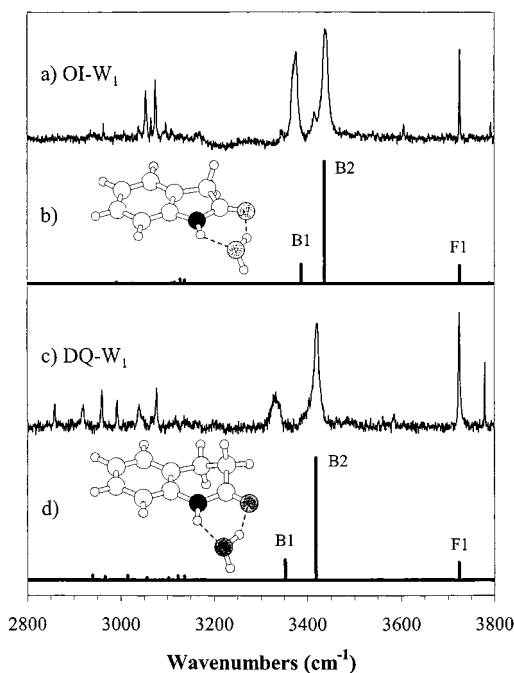 a) OI-W₁
B2
b)
B1
F1
c) DQ-W₁
B2
d)
B1
F1
2800 3000 3200 3400 3600 3800
Wavenumbers (cm⁻¹)